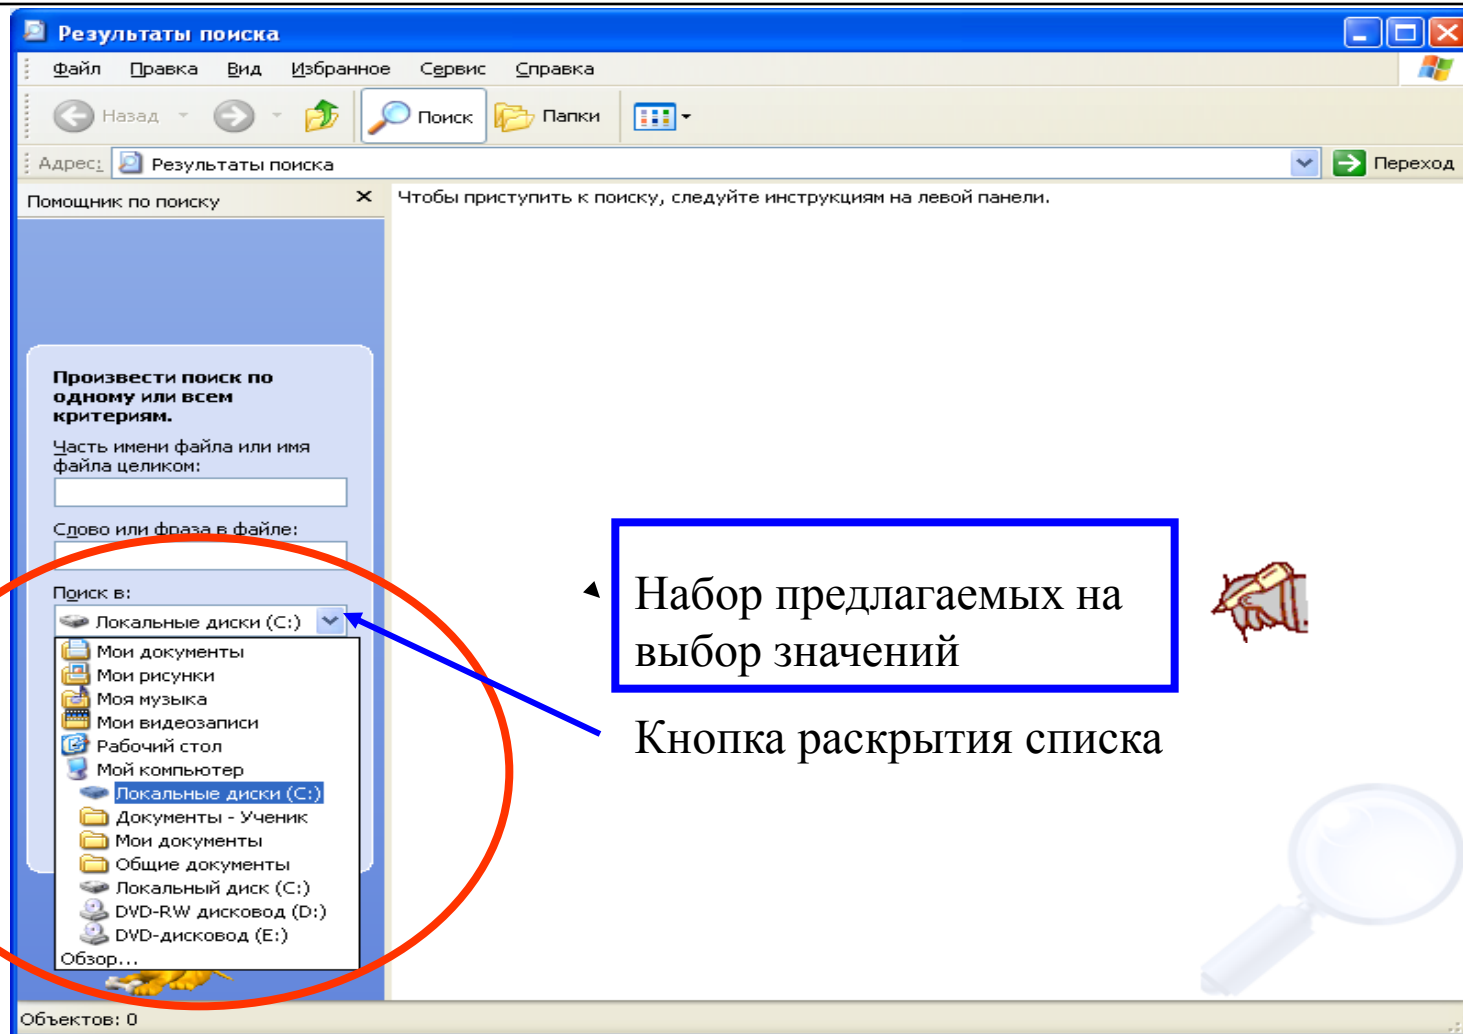 Результаты поиска
Файл Правка Вид Избранное Сервис Справка
Назад Поиск Папки
Адрес: Результаты поиска Переход
Помощник по поиску
Чтобы приступить к поиску, следуйте инструкциям на левой панели.
Произвести поиск по
одному или всем
критериям.
Часть имени файла или имя
файла целиком:
Слово или фраза в файле:
Поиск в:
Локальные диски (C:)
Мои документы
Мои рисунки
Моя музыка
Мои видеозаписи
Рабочий стол
Мой компьютер
Локальные диски (C:)
Документы - Ученик
Мои документы
Общие документы
Локальный диск (C:)
DVD-RW дисковод (D:)
DVD-дисковод (E:)
Обзор...
Набор предлагаемых на
выбор значений
Кнопка раскрытия списка
Объектов: 0